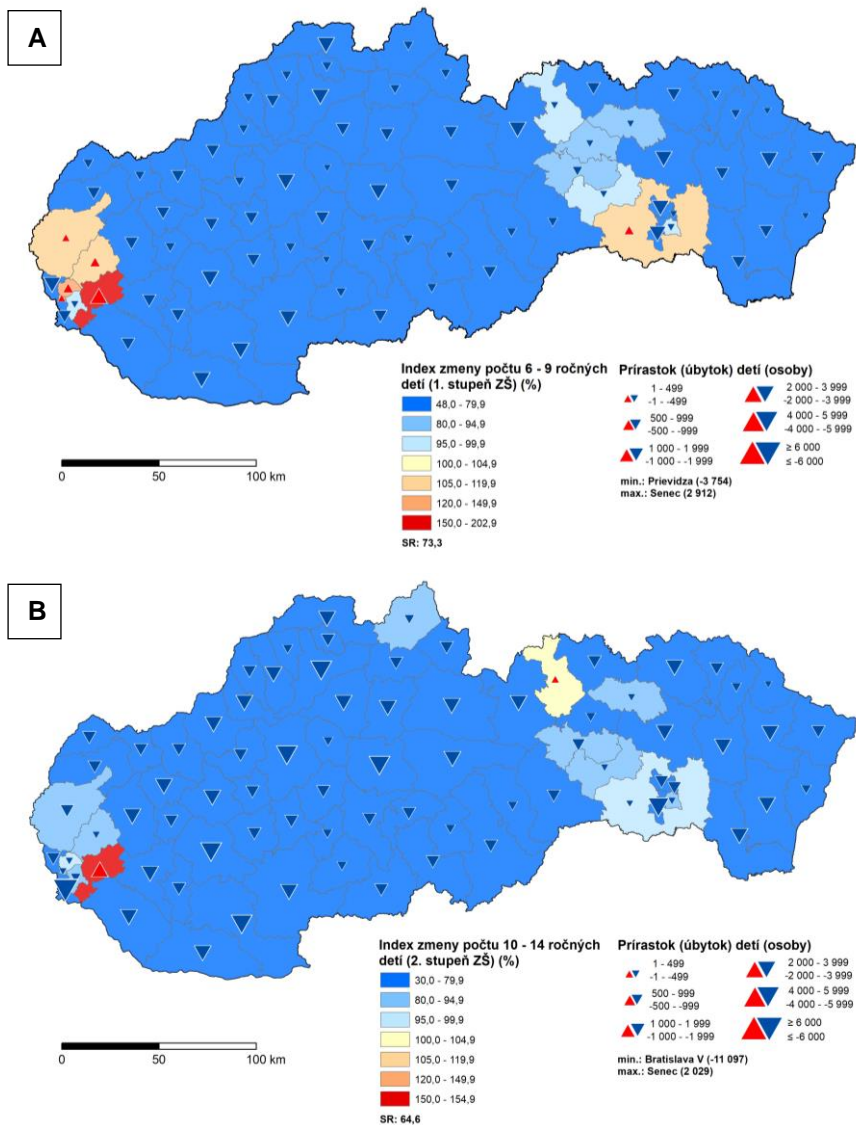 A
Index zmeny počtu 6 - 9 ročných
detí (1. stupeň ZŠ) (%)
48,0 - 79,9
80,0 - 94,9
95,0 - 99,9
100,0 - 104,9
105,0 - 119,9
120,0 - 149,9
150,0 - 202,9
SR: 73,3
Prírastok (úbytok) detí (osoby)
1 - 499
-1 - -499
500 - 999
-500 - -999
1 000 - 1 999
-1 000 - -1 999
2 000 - 3 999
-2 000 - -3 999
4 000 - 5 999
-4 000 - -5 999
≥ 6 000
≤ -6 000
min.: Prievidza (-3 754)
max.: Senec (2 912)
0 50 100 km
B
Index zmeny počtu 10 - 14 ročných
detí (2. stupeň ZŠ) (%)
30,0 - 79,9
80,0 - 94,9
95,0 - 99,9
100,0 - 104,9
105,0 - 119,9
120,0 - 149,9
150,0 - 154,9
SR: 64,6
Prírastok (úbytok) detí (osoby)
1 - 499
-1 - -499
500 - 999
-500 - -999
1 000 - 1 999
-1 000 - -1 999
2 000 - 3 999
-2 000 - -3 999
4 000 - 5 999
-4 000 - -5 999
≥ 6 000
≤ -6 000
min.: Bratislava V (-11 097)
max.: Senec (2 029)
0 50 100 km